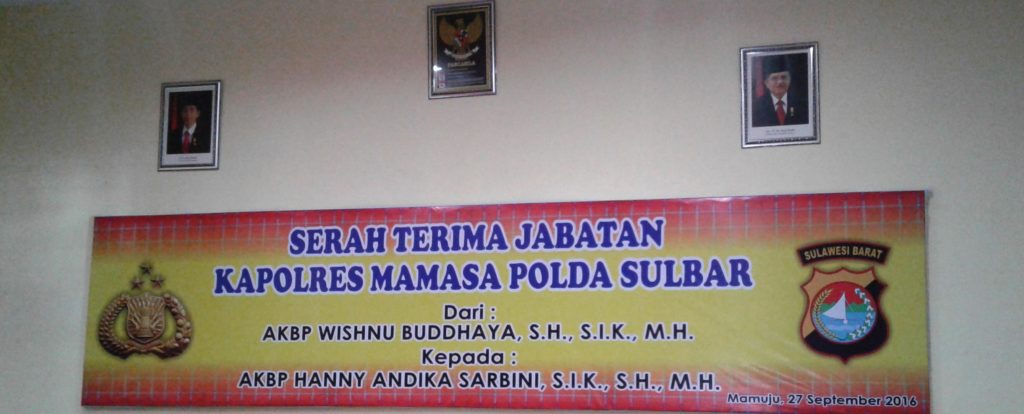 PANCASILA
SERAH TERIMA JABATAN
KAPOLRES MAMASA POLDA SULBAR
Dari :
AKBP WISHNU BUDDHAYA, S.H., S.I.K., M.H.
Kepada :
AKBP HANNY ANDIKA SARBINI, S.I.K., S.H., M.H.
SULAWESI BARAT
Mamuju, 27 September 2016